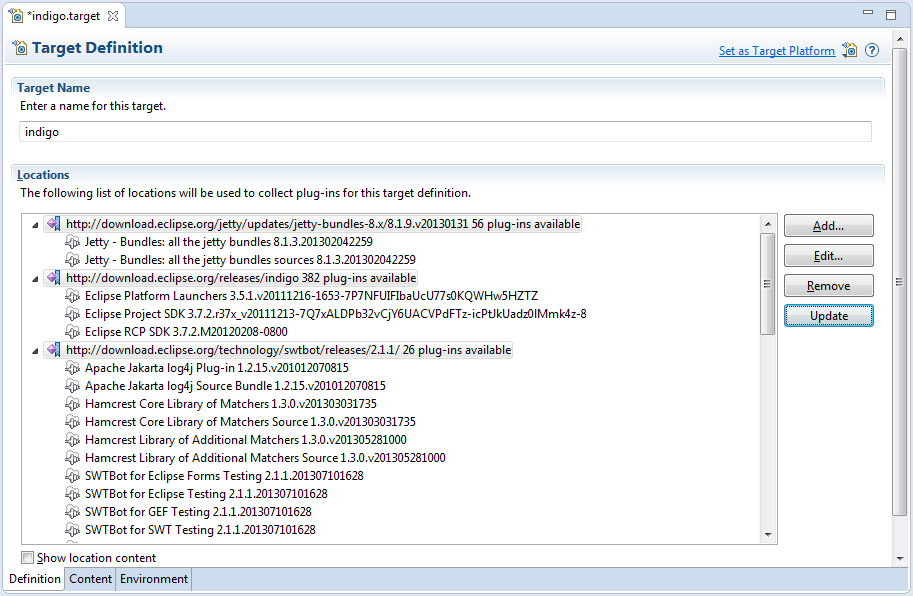 *indigo.target
Target Definition
Set as Target Platform
Target Name
Enter a name for this target.
indigo
Locations
The following list of locations will be used to collect plug-ins for this target definition.
http://download.eclipse.org/jetty/updates/jetty-bundles-8.x/8.1.9.v20130131 56 plug-ins available
Jetty - Bundles: all the jetty bundles 8.1.3.201302042259
Jetty - Bundles: all the jetty bundles sources 8.1.3.201302042259
http://download.eclipse.org/releases/indigo 382 plug-ins available
Eclipse Platform Launchers 3.5.1.v20111216-1653-7P7NFUIFIbaUcU77s0KQWHw5HZTZ
Eclipse Project SDK 3.7.2.r37x_v20111213-7Q7xALDPb32vCjY6UACVPdFTz-icPtJkUadz0lMmk4z-8
Eclipse RCP SDK 3.7.2.M20120208-0800
http://download.eclipse.org/technology/swtbot/releases/2.1.1/ 26 plug-ins available
Apache Jakarta log4j Plug-in 1.2.15.v201012070815
Apache Jakarta log4j Source Bundle 1.2.15.v201012070815
Hamcrest Core Library of Matchers 1.3.0.v201303031735
Hamcrest Core Library of Matchers Source 1.3.0.v201303031735
Hamcrest Library of Additional Matchers 1.3.0.v201305281000
Hamcrest Library of Additional Matchers Source 1.3.0.v201305281000
SWTBot for Eclipse Forms Testing 2.1.1.201307101628
SWTBot for Eclipse Testing 2.1.1.201307101628
SWTBot for GEF Testing 2.1.1.201307101628
SWTBot for SWT Testing 2.1.1.201307101628
Add...
Edit...
Remove
Update
Show location content
Definition Content Environment